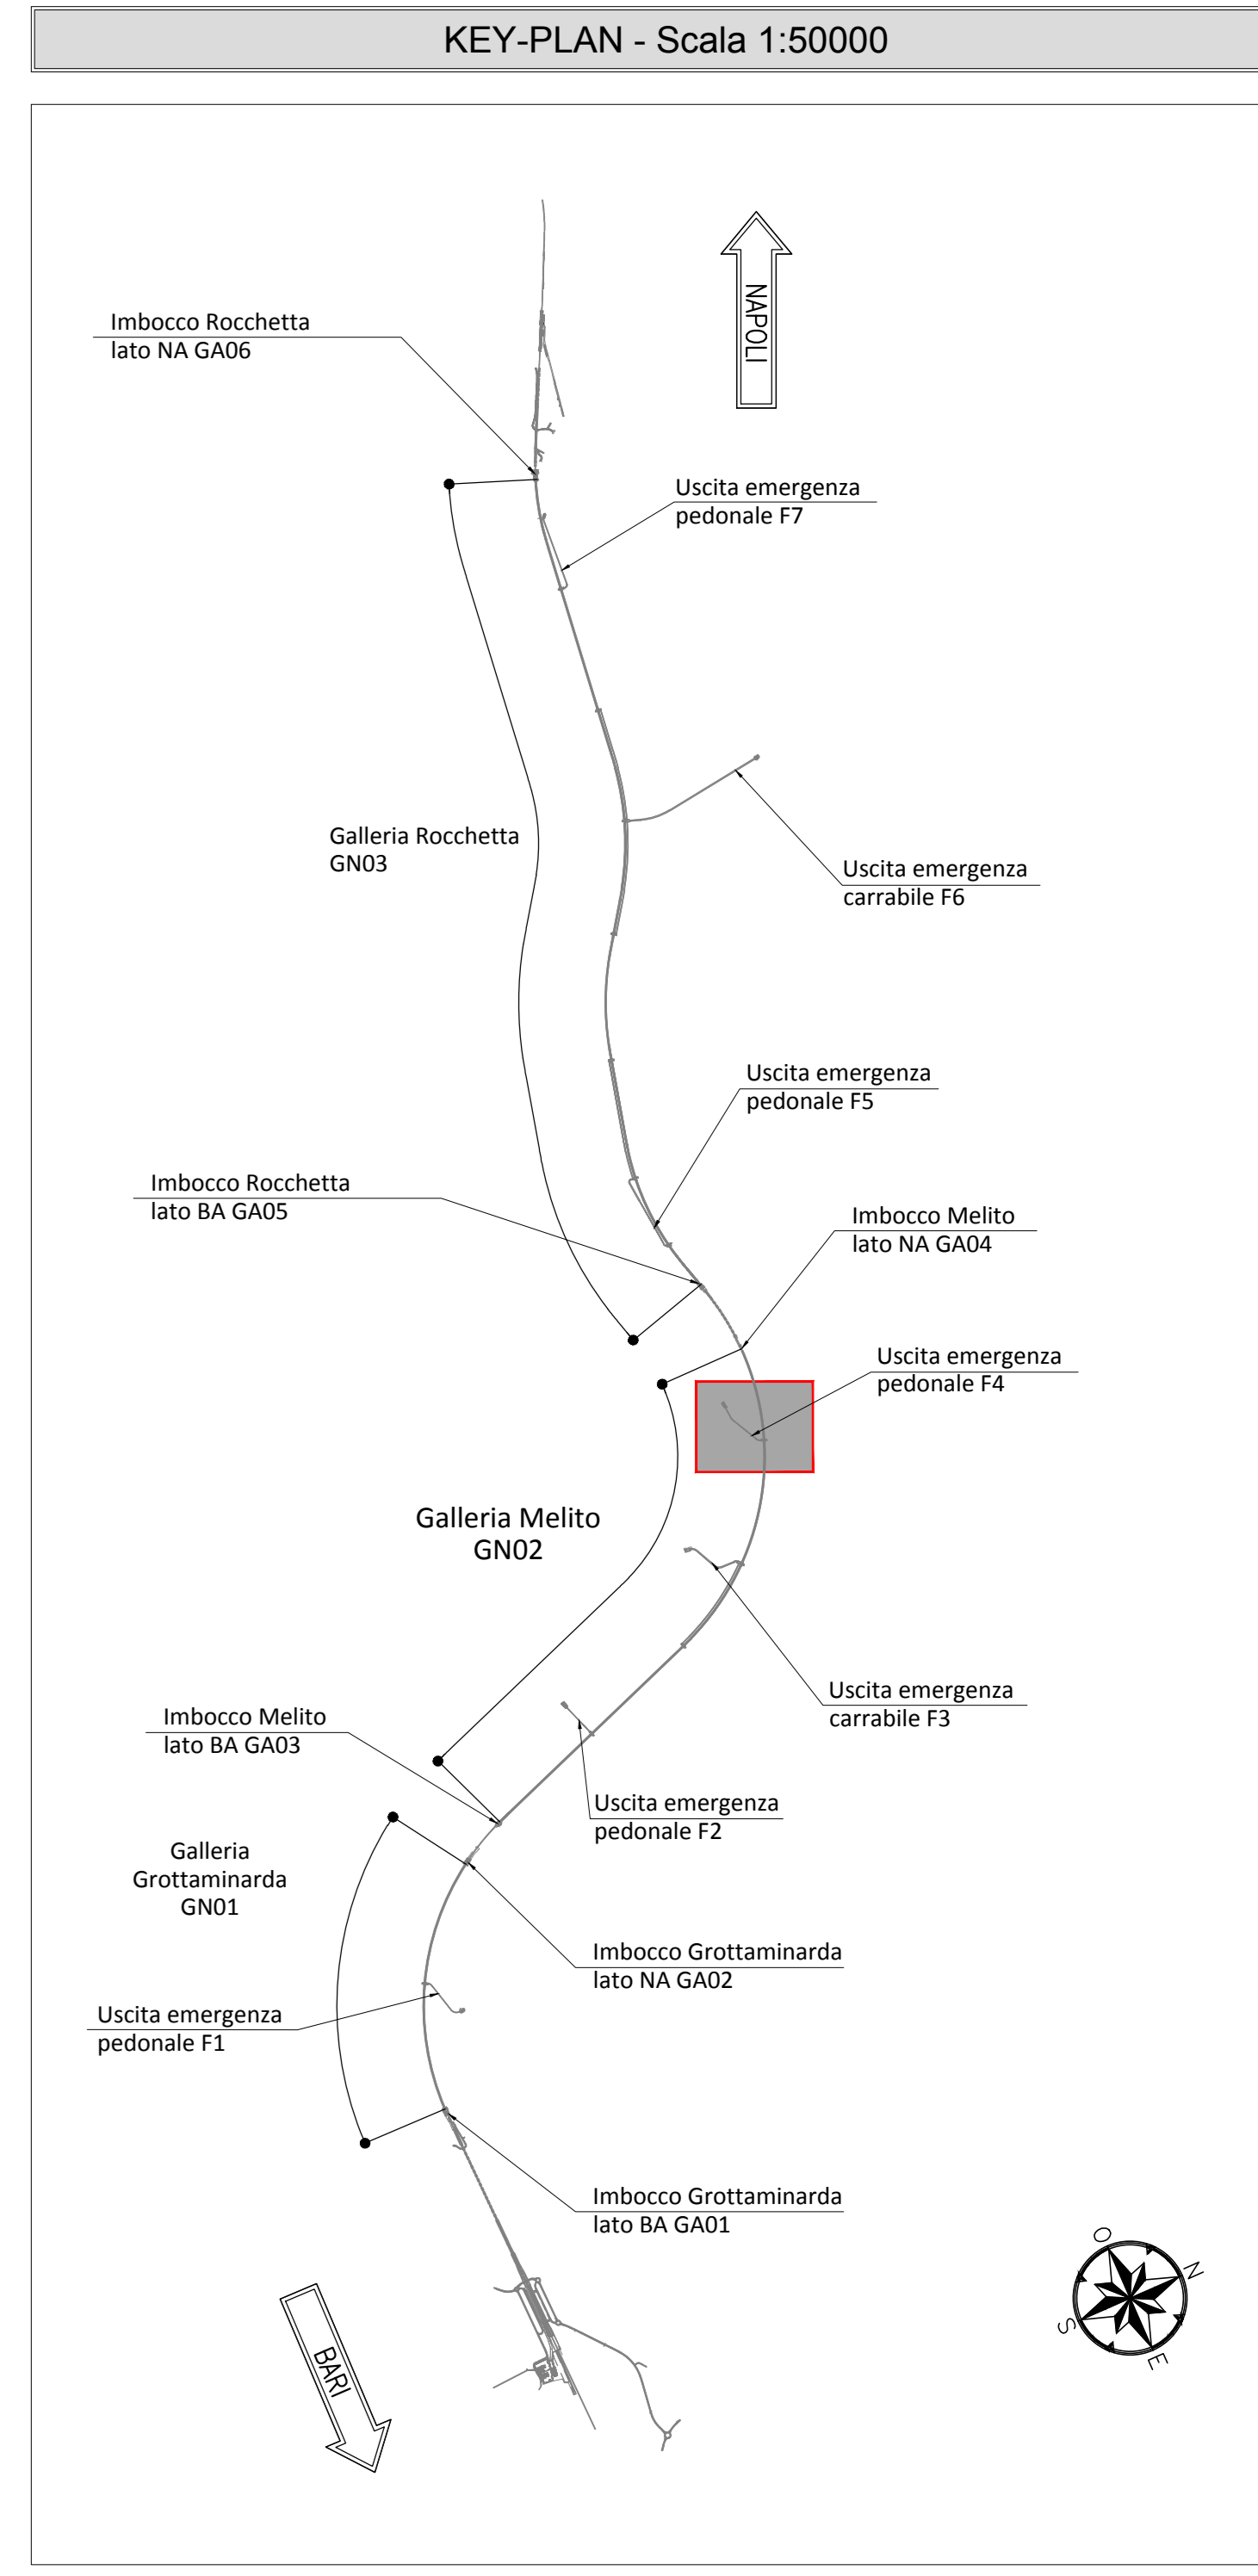 KEY-PLAN - Scala 1:50000
NAPOLI
Imbocco Rocchetta
lato NA GA06
Uscita emergenza
pedonale F7
Galleria Rocchetta
GN03
Uscita emergenza
carrabile F6
Uscita emergenza
pedonale F5
Imbocco Rocchetta
lato BA GA05
Imbocco Melito
lato NA GA04
Uscita emergenza
pedonale F4
Galleria Melito
GN02
Uscita emergenza
carrabile F3
Imbocco Melito
lato BA GA03
Uscita emergenza
pedonale F2
Galleria
Grottaminarda
GN01
Imbocco Grottaminarda
lato NA GA02
Uscita emergenza
pedonale F1
Imbocco Grottaminarda
lato BA GA01
O
N
S
E
BARI